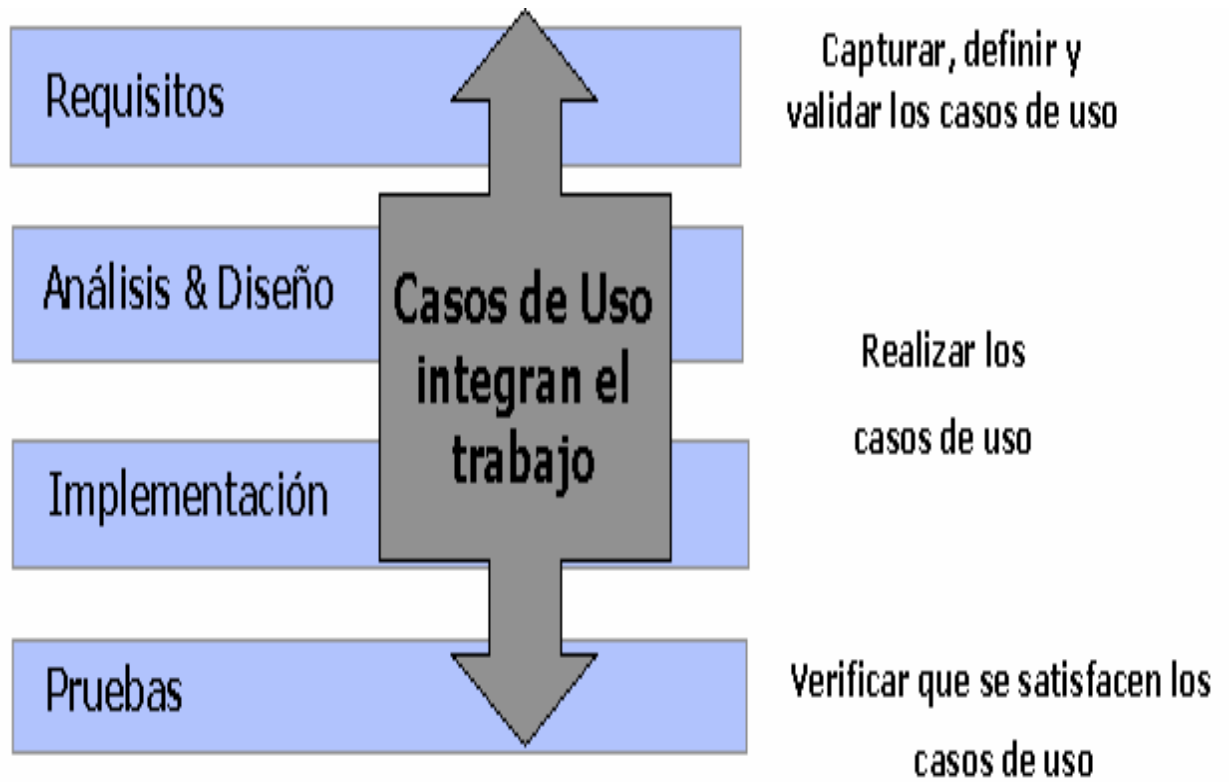 Requisitos
Capturar, definir y
validar los casos de uso
Análisis & Diseño
Casos de Uso
integran el
trabajo
Realizar los
casos de uso
Implementación
Pruebas
Verificar que se satisfacen los
casos de uso